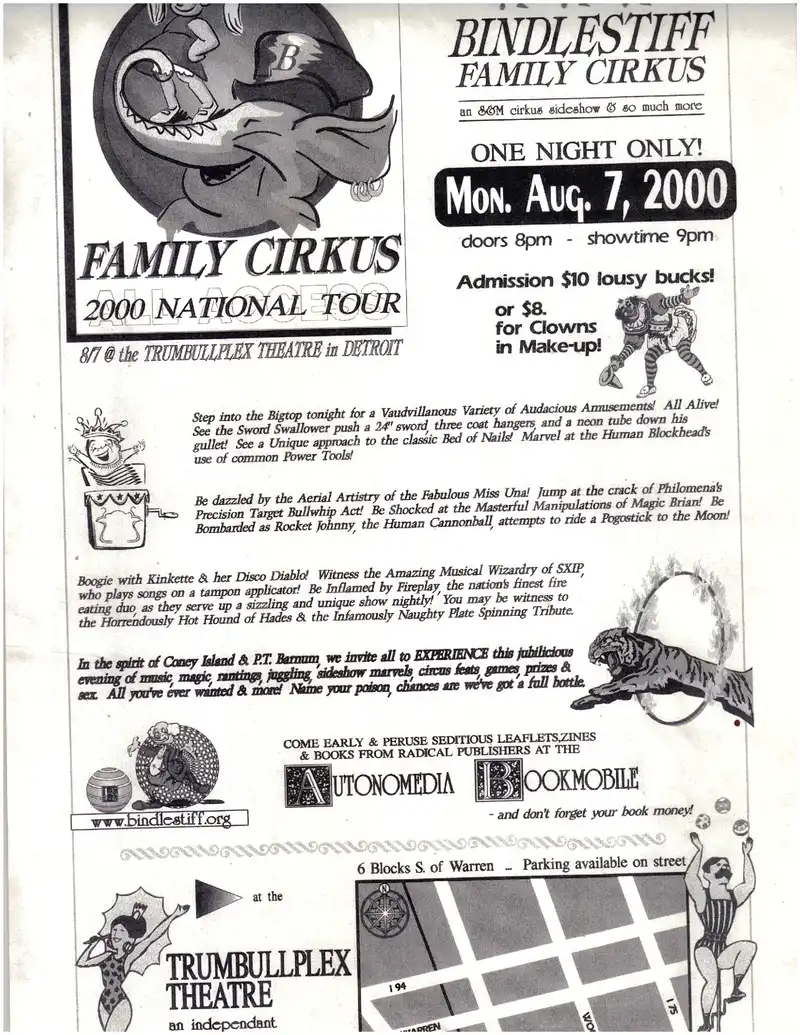 B
FAMILY CIRKUS
2000 NATIONAL TOUR
ALL ACCESS
8/7 @ the TRUMBULLPLEX THEATRE in DETROIT
BINDLESTIFF
FAMILY CIRKUS
an S&M cirkus sideshow & so much more
ONE NIGHT ONLY!
MON. AUG. 7, 2000
doors 8pm - showtime 9pm
Admission $10 lousy bucks!
or $8.
for Clowns
in Make-up!
Step into the Bigtop tonight for a Vaudvillanous Variety of Audacious Amusements! All Alive!
See the Sword Swallower push a 24" sword, three coat hangers, and a neon tube down his
gullet! See a Unique approach to the classic Bed of Nails! Marvel at the Human Blockhead's
use of common Power Tools!
Be dazzled by the Aerial Artistry of the Fabulous Miss Una! Jump at the crack of Philomena's
Precision Target Bullwhip Act! Be Shocked at the Masterful Manipulations of Magic Brian! Be
Bombarded as Rocket Johnny, the Human Cannonball, attempts to ride a Pogostick to the Moon!
Boogie with Kinkette & her Disco Diablo! Witness the Amazing Musical Wizardry of SXIP,
who plays songs on a tampon applicator! Be Inflamed by Fireplay, the nation's finest fire
eating duo, as they serve up a sizzling and unique show nightly! You may be witness to
the Horrendously Hot Hound of Hades & the Infamously Naughty Plate Spinning Tribute.
In the spirit of Coney Island & P.T. Barnum, we invite all to EXPERIENCE this jubilicious
evening of music, magic, rantings, juggling, sideshow marvels, circus feats, games, prizes &
sex. All you've ever wanted & more! Name your poison, chances are we've got a full bottle.
www.bindlestiff.org
COME EARLY & PERUSE SEDITIOUS LEAFLETS,ZINES
& BOOKS FROM RADICAL PUBLISHERS AT THE
AUTONOMEDIA BOOKMOBILE
- and don't forget your book money!
6 Blocks S. of Warren ... Parking available on street
at the
TRUMBULLPLEX
THEATRE
an independant
N
I 94
WARREN
WO
I 75